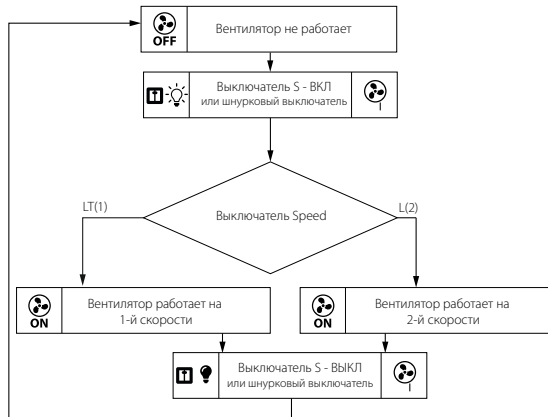 OFF
Вентилятор не работает
Выключатель S - ВКЛ
или шнурковый выключатель
LT(1)
Выключатель Speed
L(2)
ON
Вентилятор работает на
1-й скорости
ON
Вентилятор работает на
2-й скорости
Выключатель S - ВЫКЛ
или шнурковый выключатель